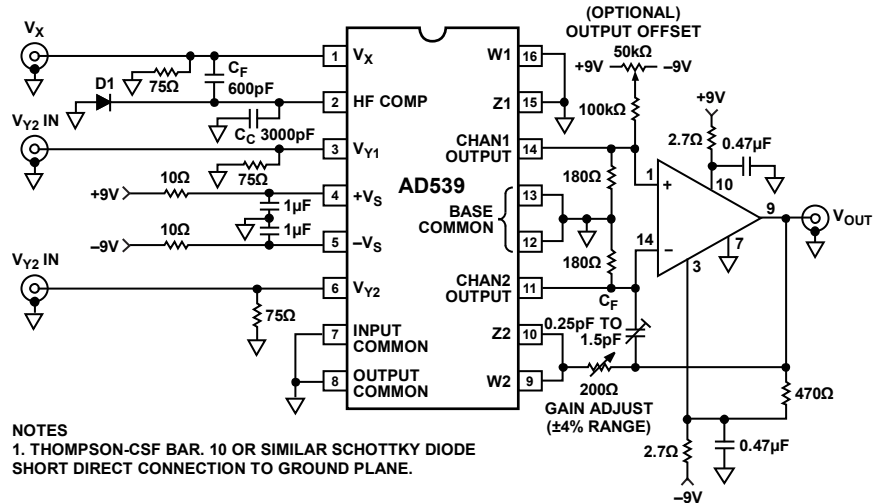 VX
75Ω
CF
600pF
D1
CC 3000pF
VY2 IN
75Ω
+9V
10Ω
1µF
1µF
–9V
10Ω
VY2 IN
75Ω
1
VX
2
HF COMP
3
VY1
4
+VS
5
–VS
6
VY2
7
INPUT
COMMON
8
OUTPUT
COMMON
AD539
W1
16
Z1
15
CHAN1
OUTPUT
14
BASE
COMMON
13
12
CHAN2
OUTPUT
11
Z2
10
W2
9
(OPTIONAL)
OUTPUT OFFSET
50kΩ
+9V
–9V
100kΩ
180Ω
180Ω
CF
0.25pF TO
1.5pF
200Ω
GAIN ADJUST
(±4% RANGE)
+9V
2.7Ω
0.47µF
1
+
10
9
VOUT
14
–
7
3
470Ω
2.7Ω
0.47µF
–9V
NOTES
1. THOMPSON-CSF BAR. 10 OR SIMILAR SCHOTTKY DIODE
SHORT DIRECT CONNECTION TO GROUND PLANE.